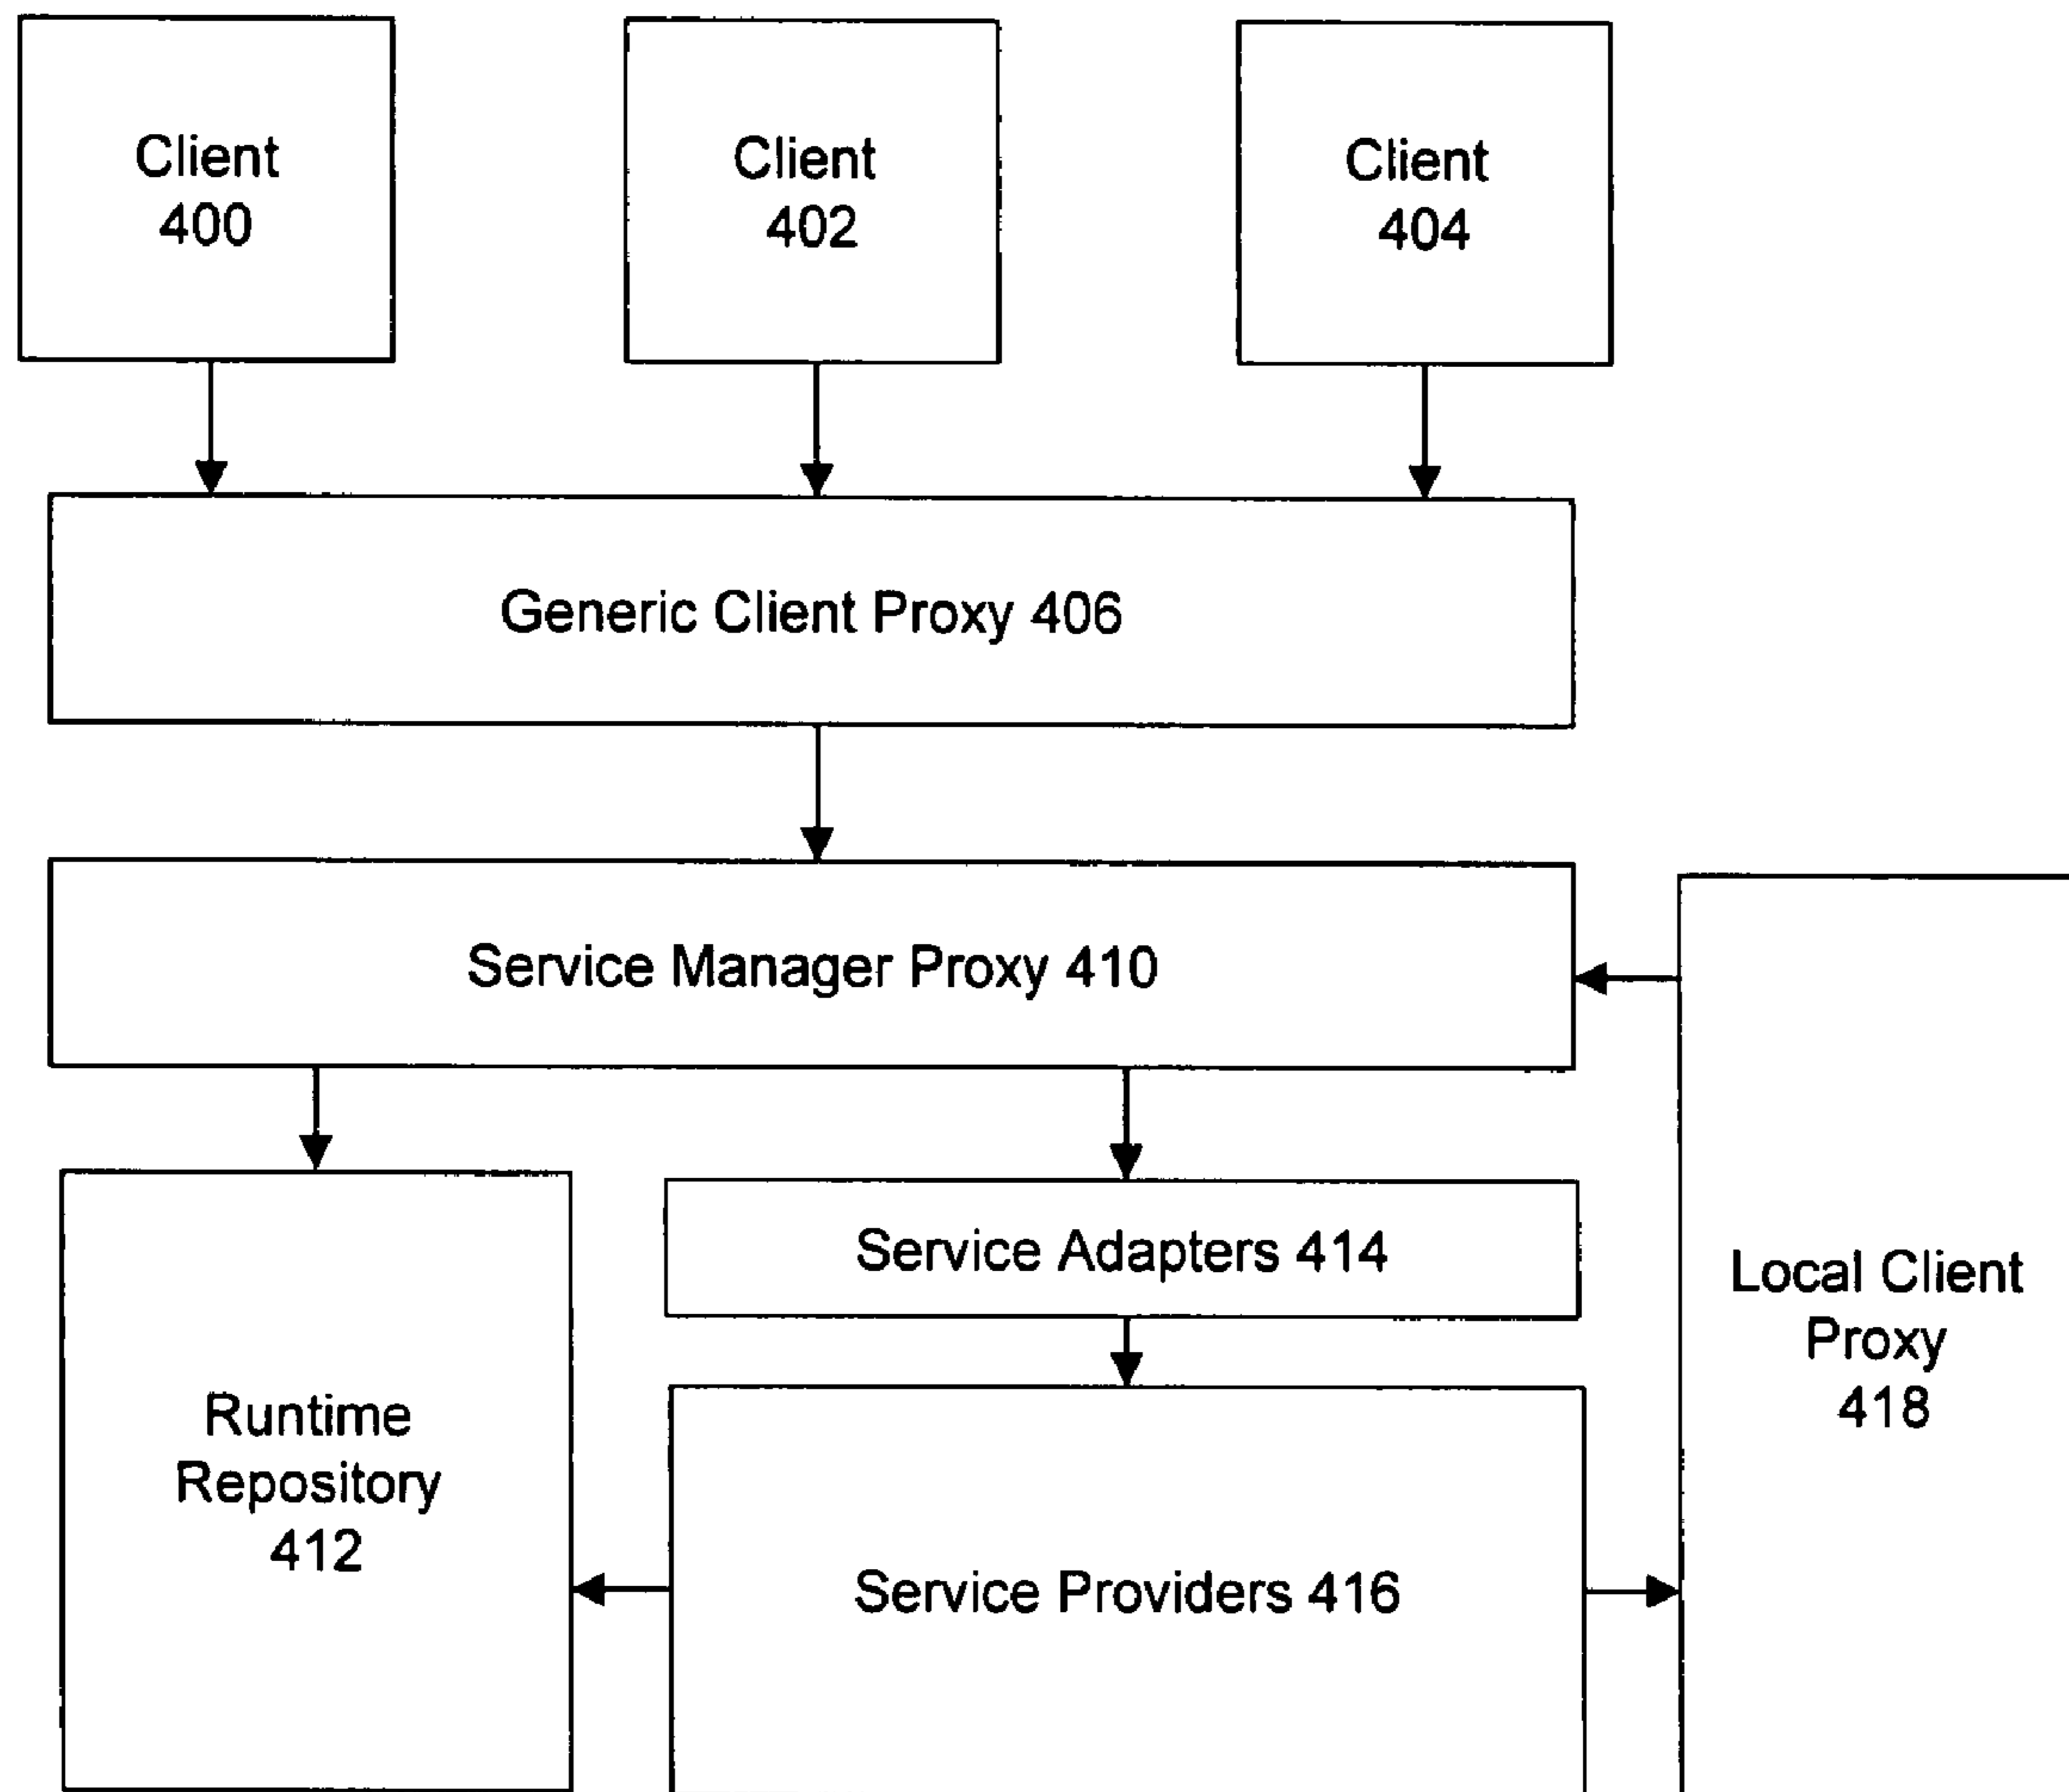 Client
400
Client
402
Client
404
Generic Client Proxy 406
Service Manager Proxy 410
Service Adapters 414
Local Client
Proxy
418
Runtime
Repository
412
Service Providers 416